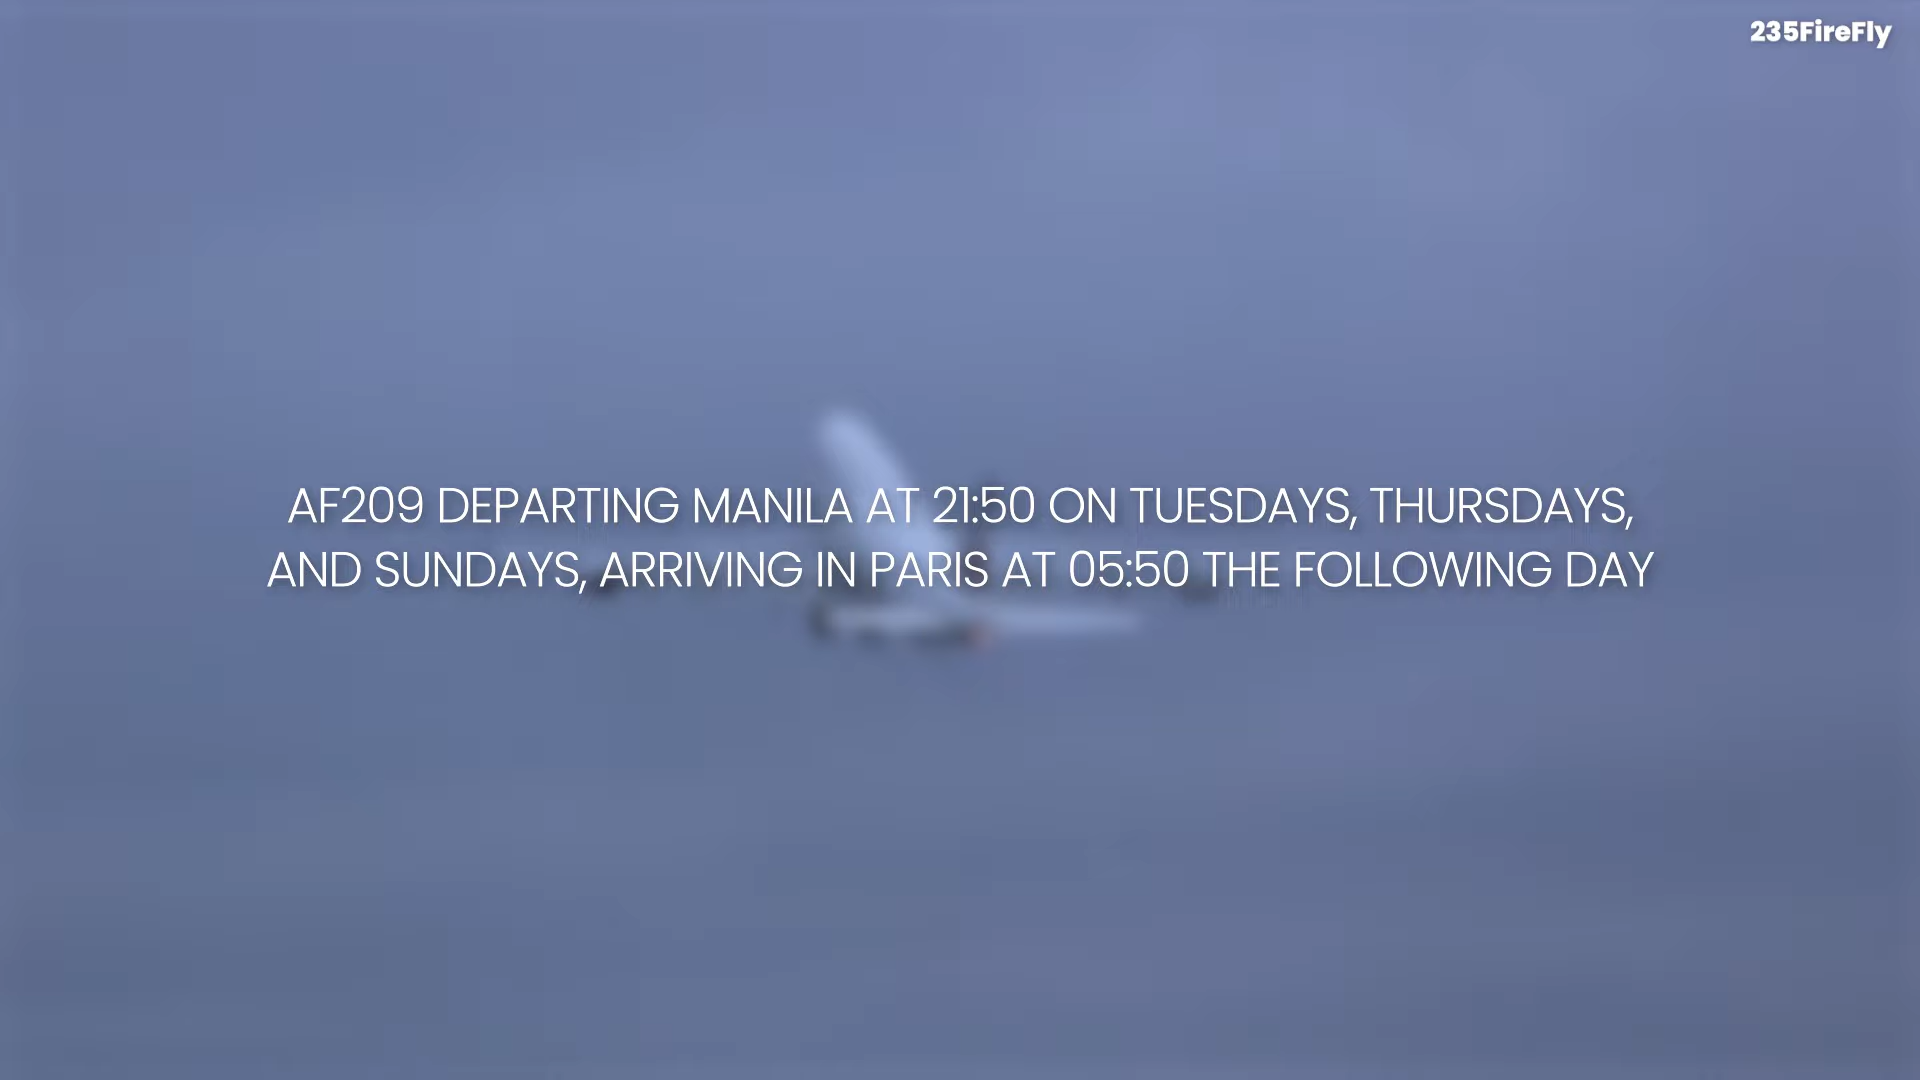 235FireFly
AF209 DEPARTING MANILA AT 21:50 ON TUESDAYS, THURSDAYS,
AND SUNDAYS, ARRIVING IN PARIS AT 05:50 THE FOLLOWING DAY